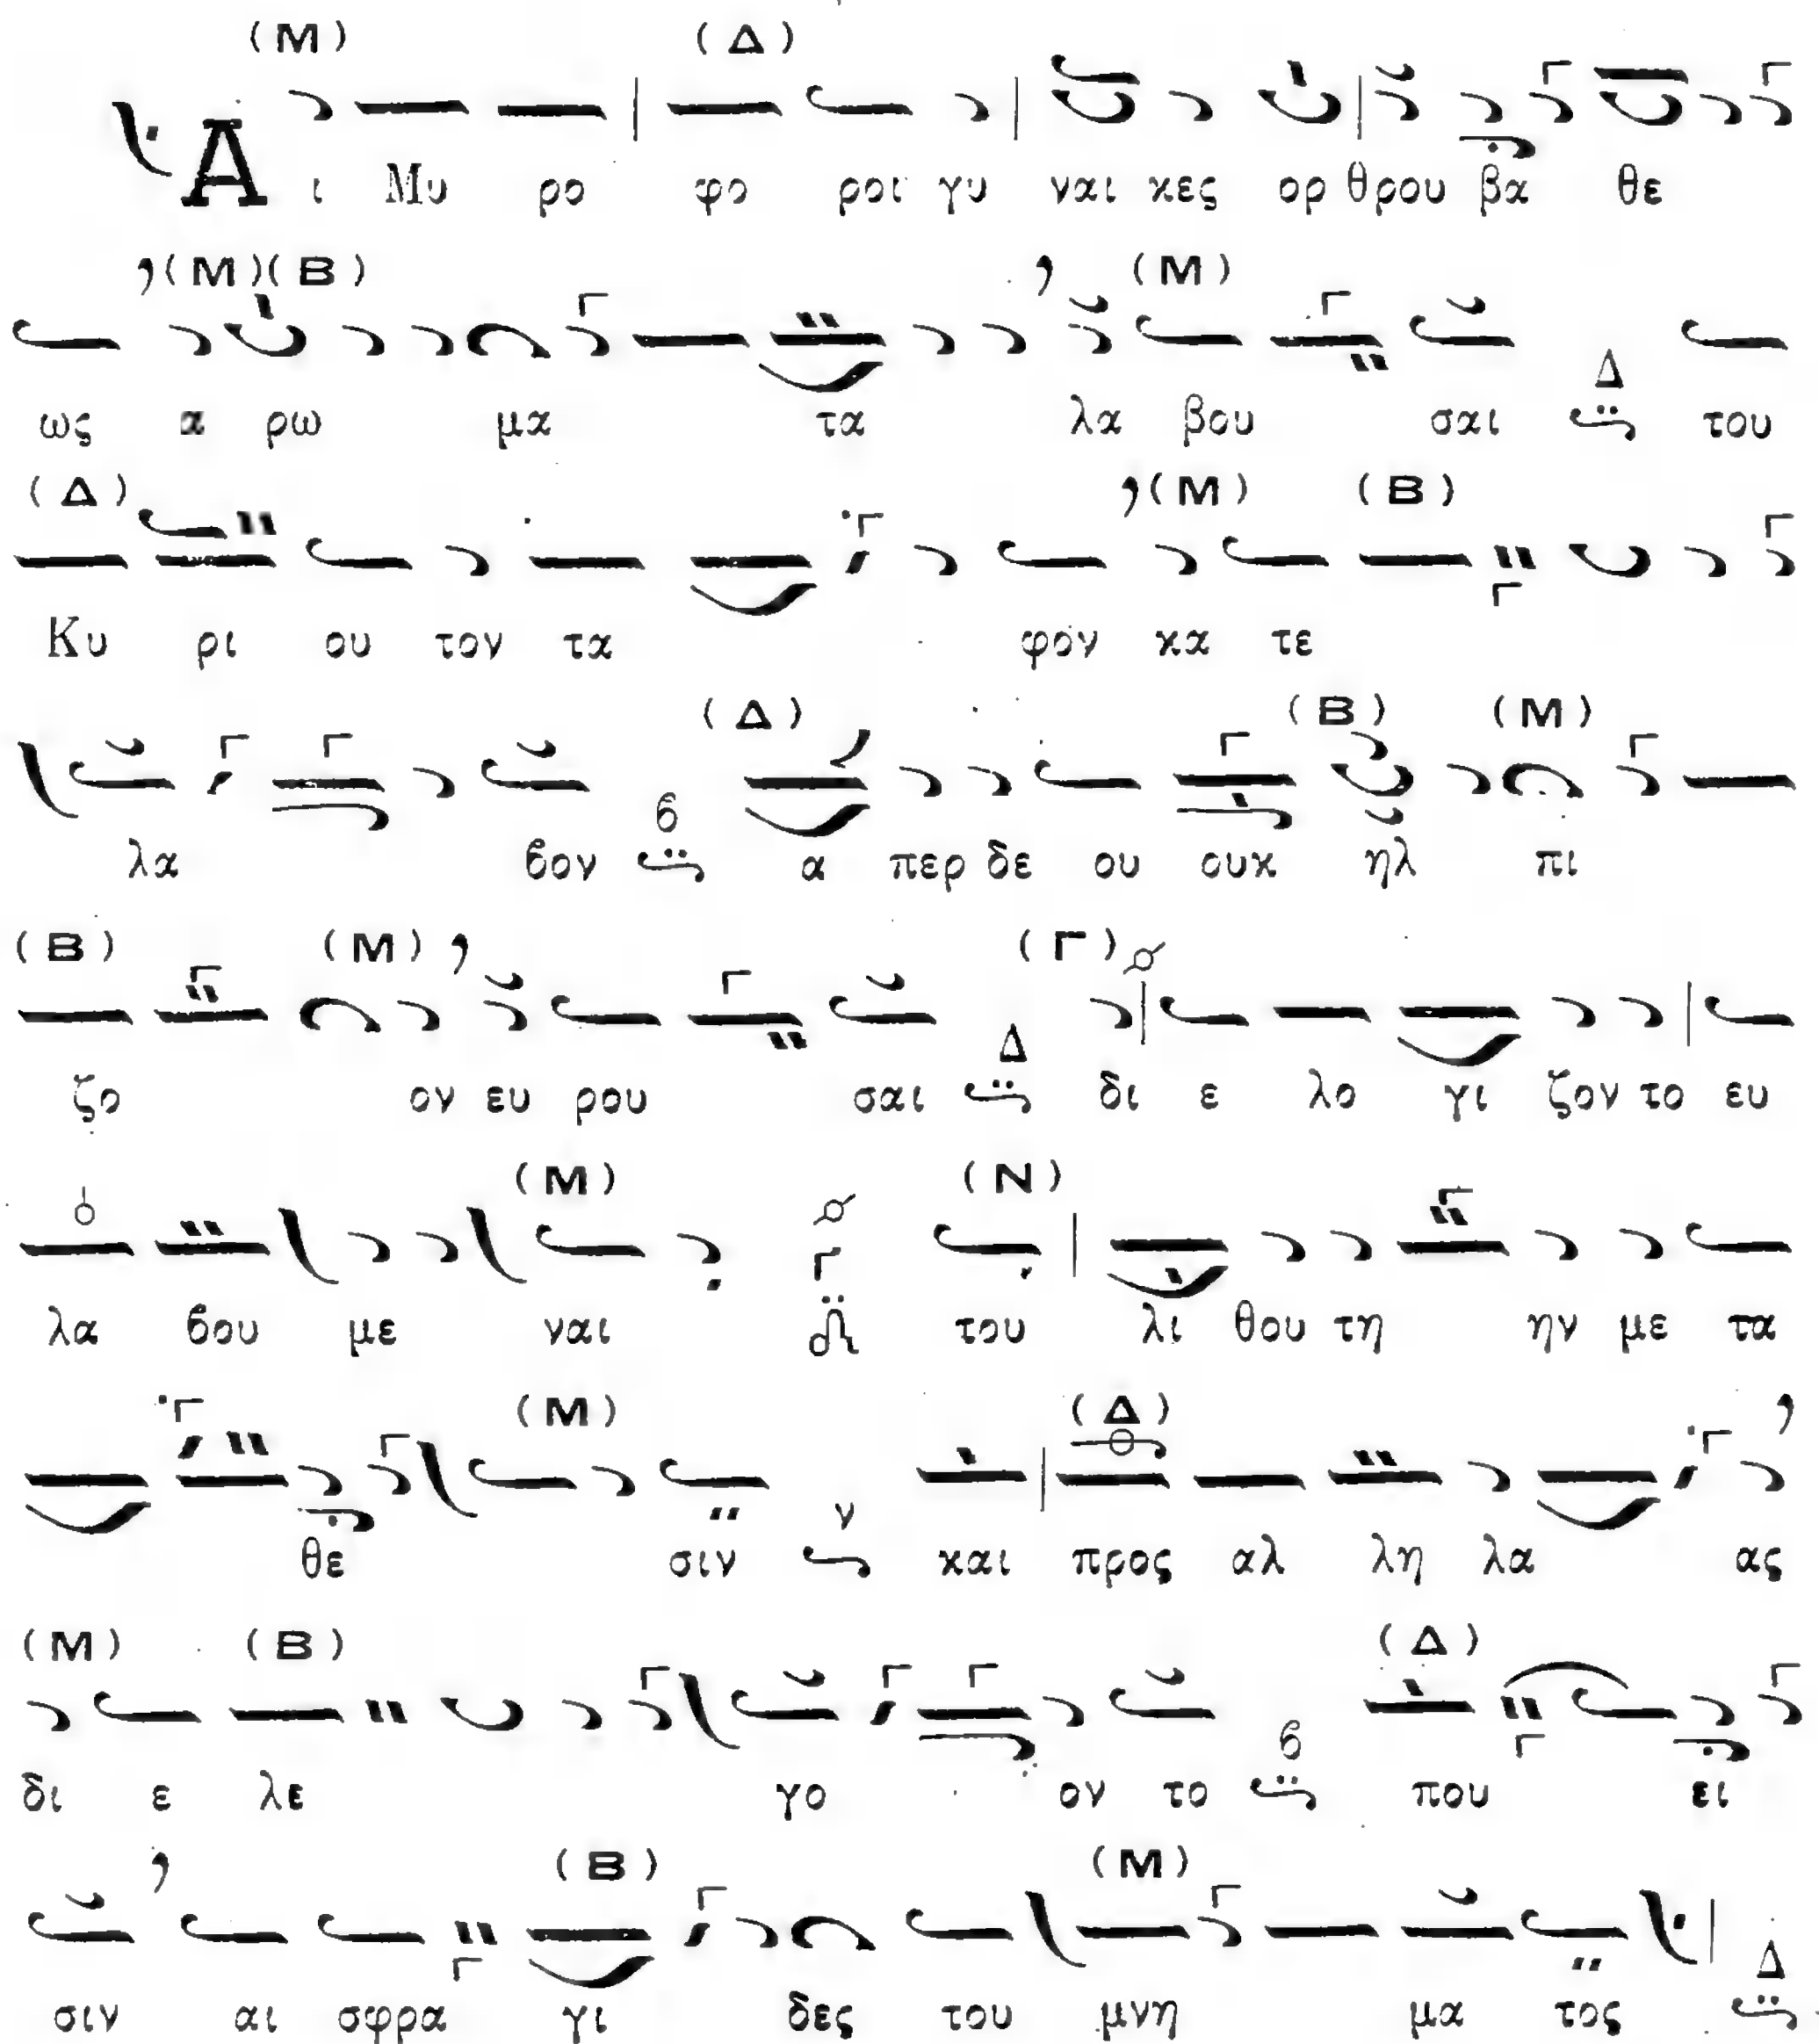 (Μ) (Δ)
Α ι Μυ ρο φο ροι γυ ναι κες ορ θρου βα θε
(Μ) (Β) (Μ)
ως α ρω μα τα λα βου σαι Δ του
(Δ) (Μ) (Β)
Κυ ρι ου τον τα φον κα τε
(Δ) (Β) (Μ)
λα βον β α περ δε ου ουκ ηλ πι
(Β) (Μ) (Γ)
ζο ον ευ ρου σαι Δ δι ε λο γι ζον το ευ
(Μ) (Ν)
λα βου με ναι Γ του λι θου τη ην με τα
(Μ) (Δ)
θε σιν ν και προς αλ λη λα ας
(Μ) (Β) (Δ)
δι ε λε γο ον το β που ει
(Β) (Μ)
σιν αι σφρα γι δες του μνη μα τος Δ